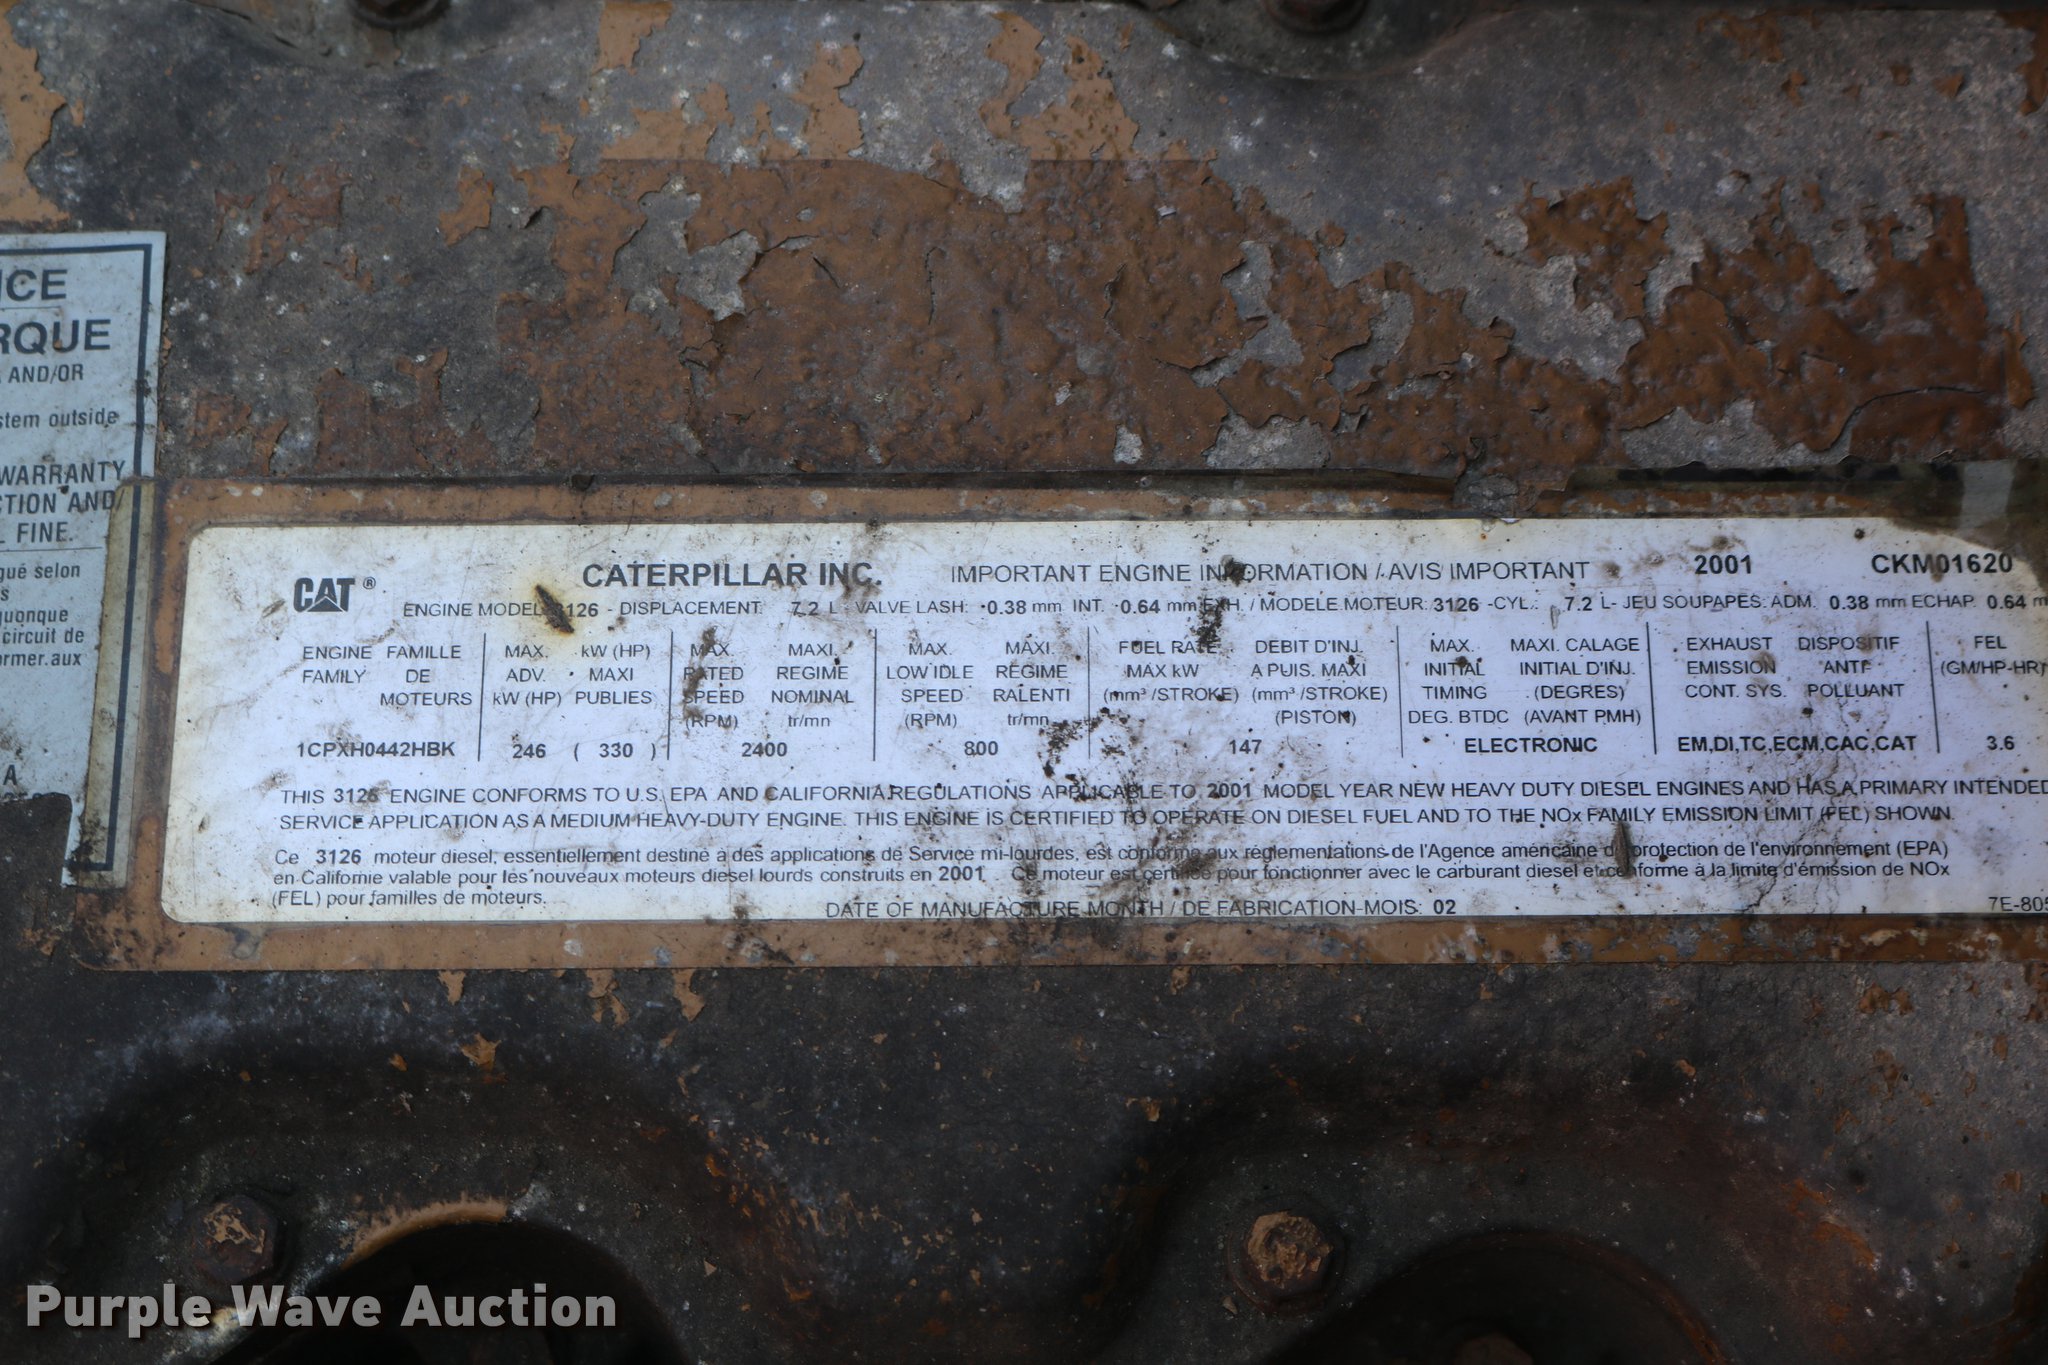 ICE
RQUE
AND/OR
stem outside
WARRANTY
CTION AND/
FINE.
gué selon
s
quonque
circuit de
ormer.aux
A
CAT ®
CATERPILLAR INC. IMPORTANT ENGINE INFORMATION / AVIS IMPORTANT 2001 CKM01620
ENGINE MODEL 3126 - DISPLACEMENT: 7.2 L - VALVE LASH: 0.38 mm INT. 0.64 mm EXH. / MODELE MOTEUR: 3126 -CYL.: 7.2 L- JEU SOUPAPES: ADM. 0.38 mm ECHAP. 0.64 m
ENGINE FAMILLE MAX. kW (HP) MAX. MAXI. MAX. MAXI. FUEL RATE DEBIT D'INJ. MAX. MAXI CALAGE EXHAUST DISPOSITIF FEL
FAMILY DE ADV. MAXI RATED REGIME LOW IDLE REGIME MAX kW A PUIS. MAXI INITIAL INITIAL D'INJ. EMISSION ANTI (GM/HP-HR)
MOTEURS kW (HP) PUBLIES SPEED NOMINAL SPEED RALENTI (mm³ /STROKE) (mm³ /STROKE) TIMING (DEGRES) CONT. SYS. POLLUANT
(RPM) tr/mn (RPM) tr/mn (PISTON) DEG. BTDC (AVANT PMH)
1CPXH0442HBK 246 ( 330 ) 2400 800 147 ELECTRONIC EM,DI,TC,ECM,CAC,CAT 3.6
THIS 3126 ENGINE CONFORMS TO U.S. EPA AND CALIFORNIA REGULATIONS APPLICABLE TO 2001 MODEL YEAR NEW HEAVY DUTY DIESEL ENGINES AND HAS A PRIMARY INTENDED
SERVICE APPLICATION AS A MEDIUM HEAVY-DUTY ENGINE. THIS ENGINE IS CERTIFIED TO OPERATE ON DIESEL FUEL AND TO THE NOx FAMILY EMISSION LIMIT (FEL) SHOWN.
Ce 3126 moteur diesel, essentiellement destiné à des applications de Service mi-lourdes, est conforme aux réglementations de l'Agence américaine de protection de l'environnement (EPA)
en Californie valable pour les nouveaux moteurs diesel lourds construits en 2001 . Ce moteur est certifié pour fonctionner avec le carburant diesel et conforme à la limite d'émission de NOx
(FEL) pour familles de moteurs.
DATE OF MANUFACTURE MONTH / DE FABRICATION-MOIS: 02
7E-805
Purple Wave Auction